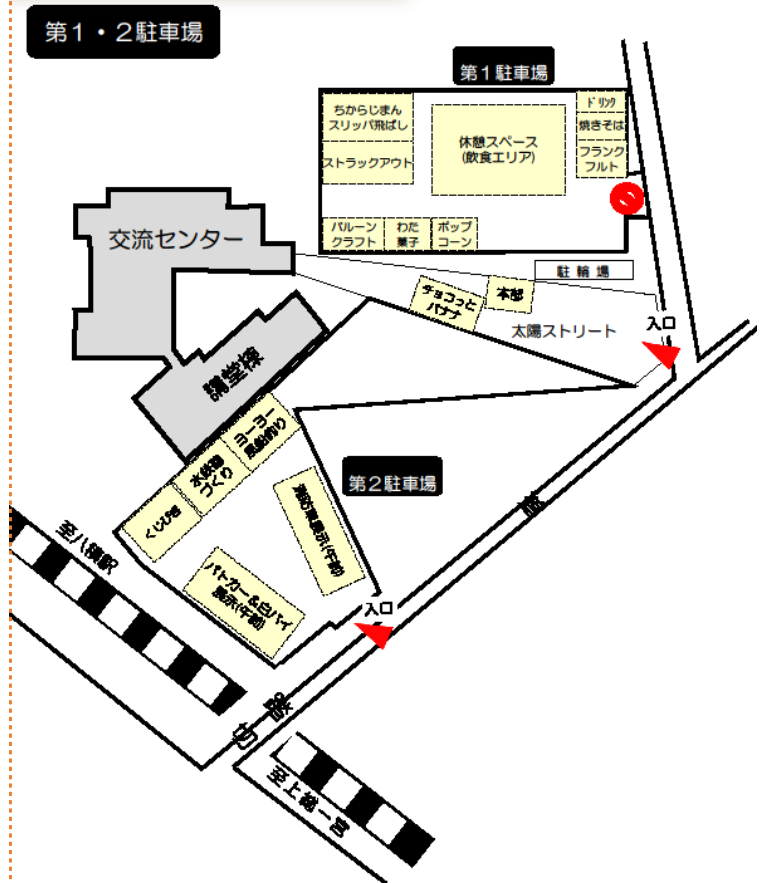 第1・2駐車場
第1駐車場
ちからじまん
スリッパ飛ばし
ストラックアウト
休憩スペース
(飲食エリア)
ドリンク
焼きそば
フランク
フルト
バルーン
クラフト
わた
菓子
ポップ
コーン
交流センター
駐輪場
チョコっと
バナナ
本部
太陽ストリート
入口
講堂棟
ヨーヨー
風船釣り
づくり
くじびき
第2駐車場
消防車展示(午前)
パトカー&白バイ
展示(午前)
入口
至八積駅
踏
切
至上総一宮